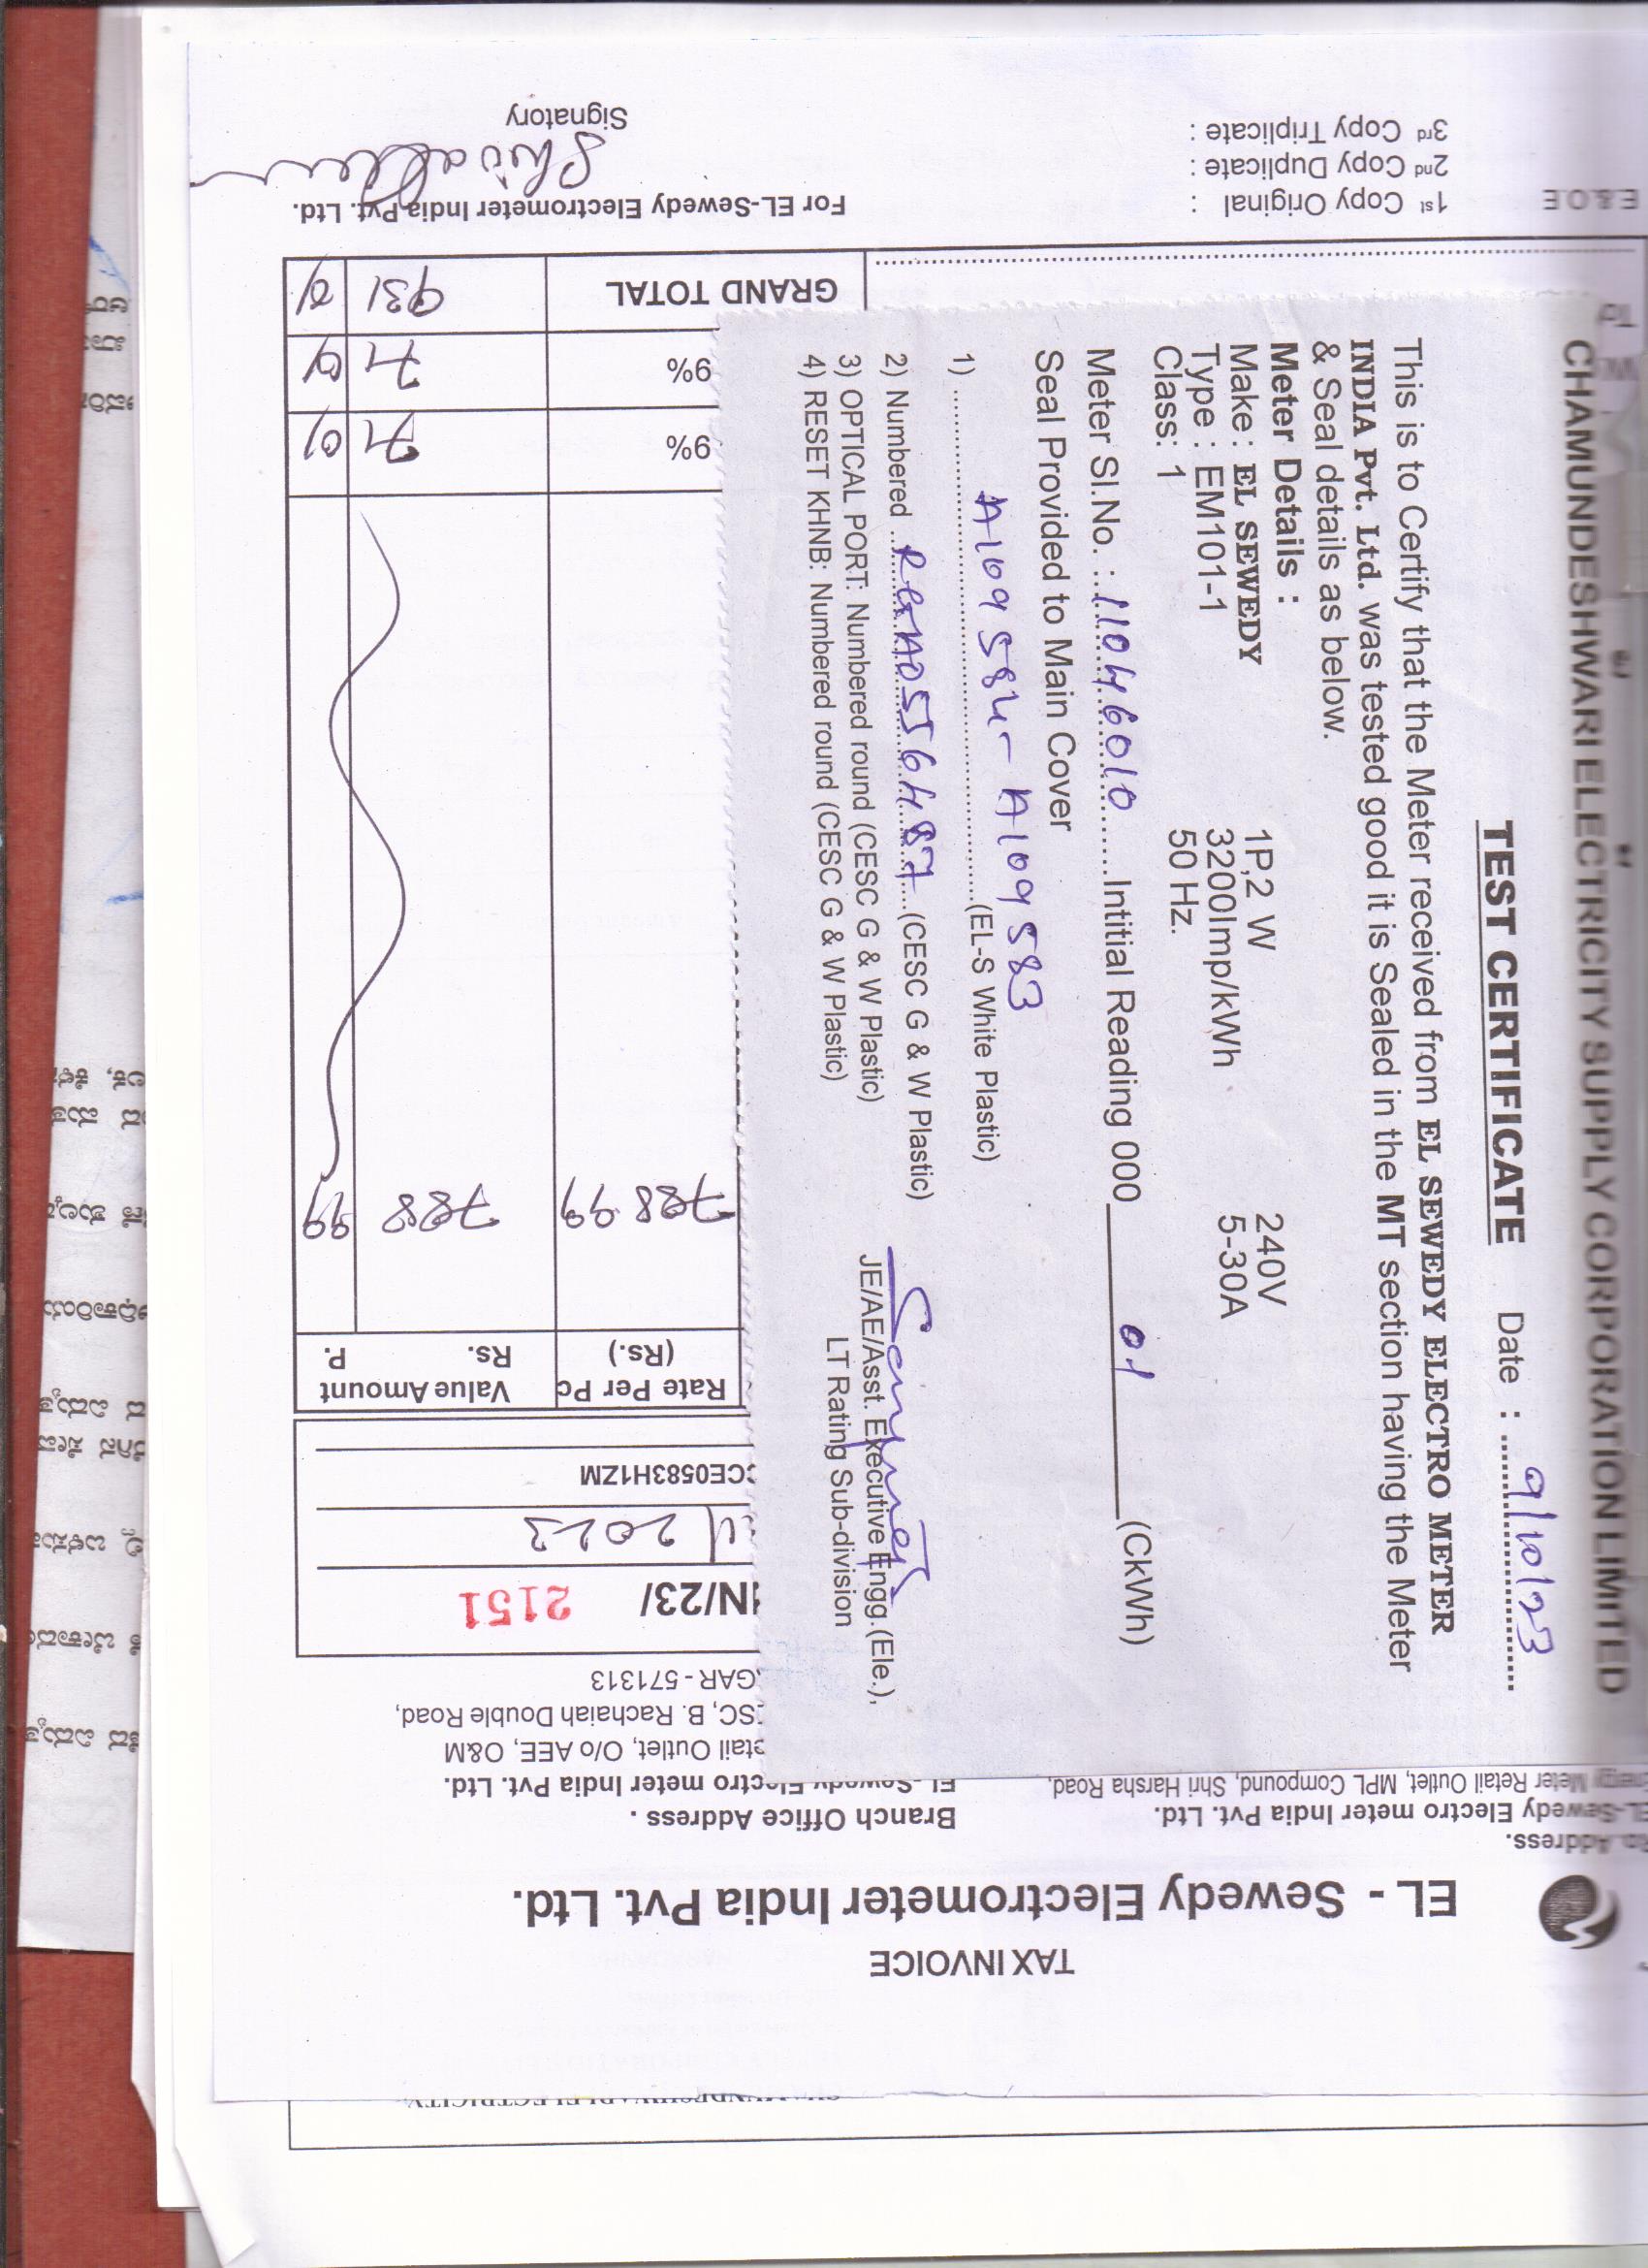 CHAMUNDESHWARI ELECTRICITY SUPPLY CORPORATION LIMITED
TEST CERTIFICATE Date : 9/10/23
This is to Certify that the Meter received from EL SEWEDY ELECTRO METER
INDIA Pvt. Ltd. was tested good it is Sealed in the MT section having the Meter
& Seal details as below.
Meter Details :
Make : EL SEWEDY 1P,2 W 240V
Type : EM101-1 3200Imp/kWh 5-30A
Class: 1 50 Hz.
Meter Sl.No. : 11046010 Intitial Reading 000 01 (CkWh)
Seal Provided to Main Cover
A109584 - A109583
1) (EL-S White Plastic)
2) Numbered (CESC G & W Plastic)
3) OPTICAL PORT: Numbered round (CESC G & W Plastic)
4) RESET KHNB: Numbered round (CESC G & W Plastic)
JE/AE/Asst. Executive Engg.(Ele.),
LT Rating Sub-division
TAX INVOICE
EL - Sewedy Electrometer India Pvt. Ltd.
Address.
EL-Sewedy Electro meter India Pvt. Ltd.
Meter Retail Outlet, MPL Compound, Shri Harsha Road,
Branch Office Address .
EL-Sewedy Electro meter India Pvt. Ltd.
etail Outlet, O/o AEE, O&M
SC, B. Rachaiah Double Road,
GAR - 571313
N/23/ 2151
2023
CE0583H1ZM
Rate Per Pc Value Amount
(Rs.) Rs. P.
788 99 788 99
9% 71 01
9% 71 01
GRAND TOTAL 931 01
E.&.O.E
1st Copy Original :
2nd Copy Duplicate :
3rd Copy Triplicate :
For EL-Sewedy Electrometer India Pvt. Ltd.
Signatory